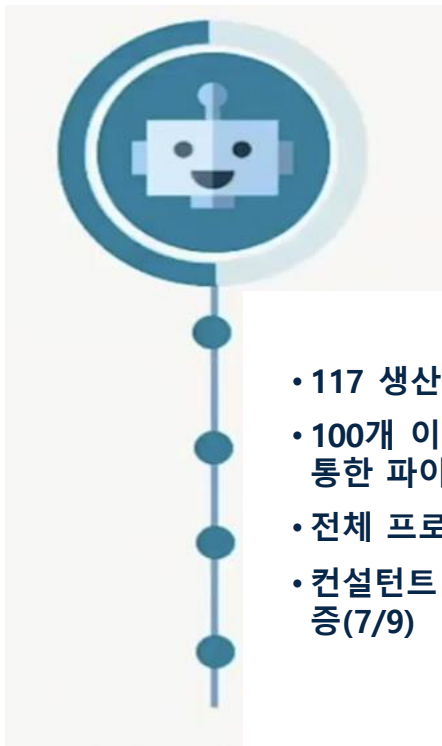 • 117 생산
• 100개 이
통한 파이
• 전체 프로
• 컨설턴트
증(7/9)